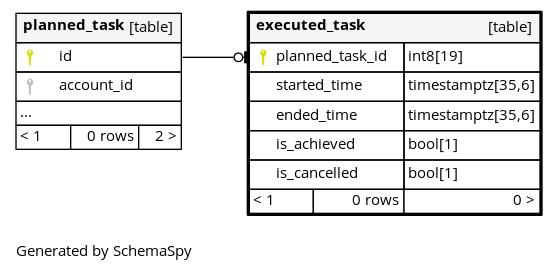 planned_task [table]
id
account_id
...
< 1 0 rows 2 >
executed_task [table]
planned_task_id int8[19]
started_time timestamptz[35,6]
ended_time timestamptz[35,6]
is_achieved bool[1]
is_cancelled bool[1]
< 1 0 rows 0 >
Generated by SchemaSpy